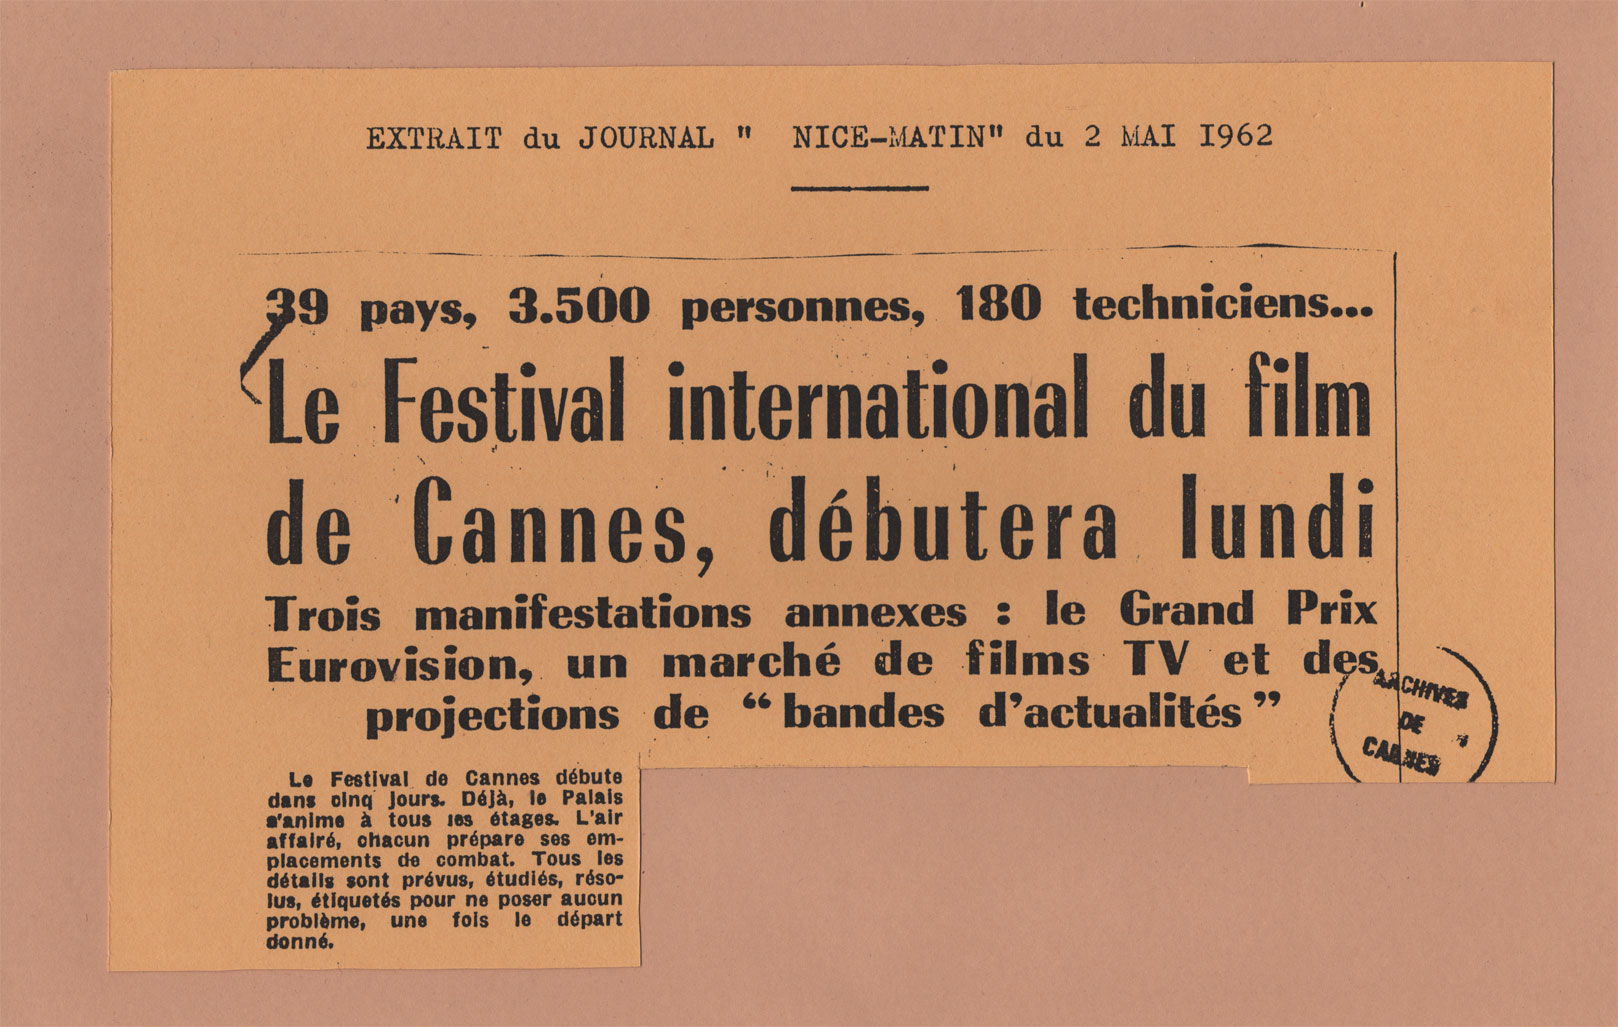 EXTRAIT du JOURNAL " NICE-MATIN" du 2 MAI 1962
39 pays, 3.500 personnes, 180 techniciens...
Le Festival international du film
de Cannes, débutera lundi
Trois manifestations annexes : le Grand Prix
Eurovision, un marché de films TV et des
projections de “bandes d'actualités”
ARCHIVES
DE
CANNES
Le Festival de Cannes débute
dans cinq jours. Déjà, le Palais
s'anime à tous les étages. L'air
affairé, chacun prépare ses em-
placements de combat. Tous les
détails sont prévus, étudiés, réso-
lus, étiquetés pour ne poser aucun
problème, une fois le départ
donné.